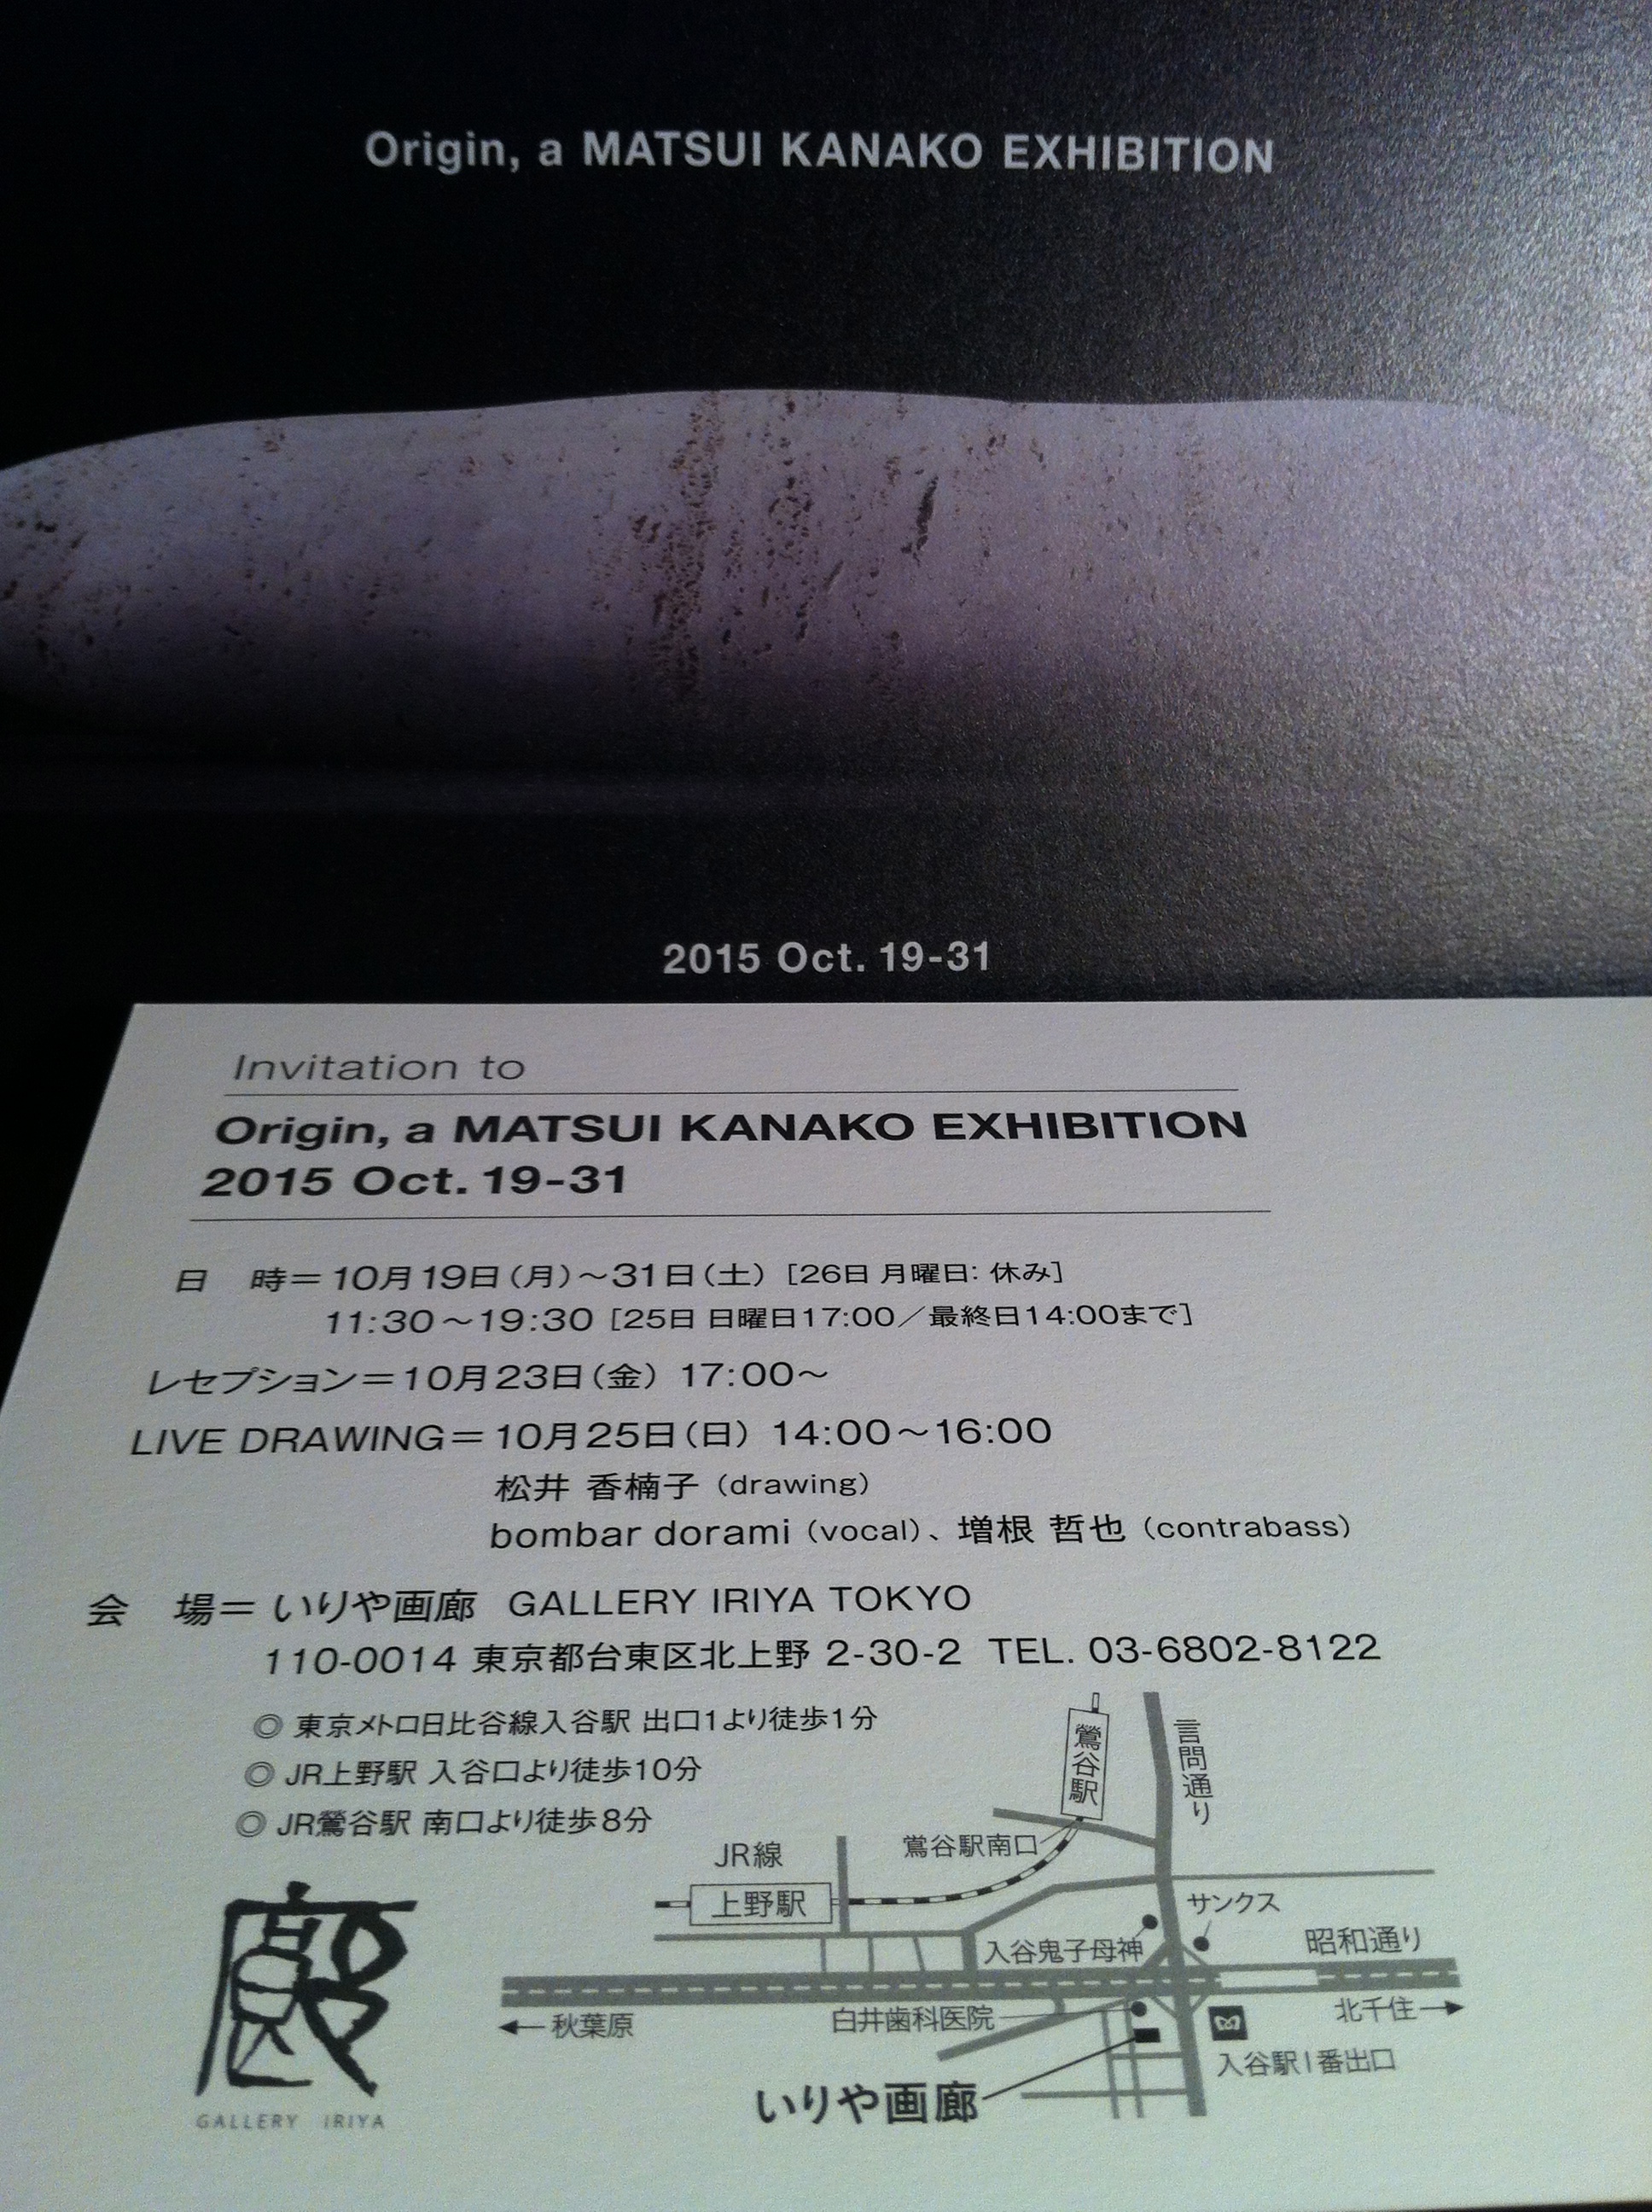 Origin, a MATSUI KANAKO EXHIBITION
2015 Oct. 19-31
Invitation to
Origin, a MATSUI KANAKO EXHIBITION
2015 Oct. 19-31
日　時＝10月19日（月）～31日（土）［26日 月曜日: 休み］
11:30～19:30［25日 日曜日17:00／最終日14:00まで］
レセプション＝10月23日（金） 17:00～
LIVE DRAWING＝10月25日（日） 14:00～16:00
松井 香楠子（drawing）
bombar dorami（vocal）、増根 哲也（contrabass）
会　場＝いりや画廊 GALLERY IRIYA TOKYO
110-0014 東京都台東区北上野 2-30-2 TEL. 03-6802-8122
◎ 東京メトロ日比谷線入谷駅 出口1より徒歩1分
◎ JR上野駅 入谷口より徒歩10分
◎ JR鶯谷駅 南口より徒歩8分
鶯谷駅
言問通り
鶯谷駅南口
JR線
上野駅
サンクス
入谷鬼子母神
昭和通り
白井歯科医院
北千住
秋葉原
入谷駅1番出口
いりや画廊
廊
GALLERY IRIYA